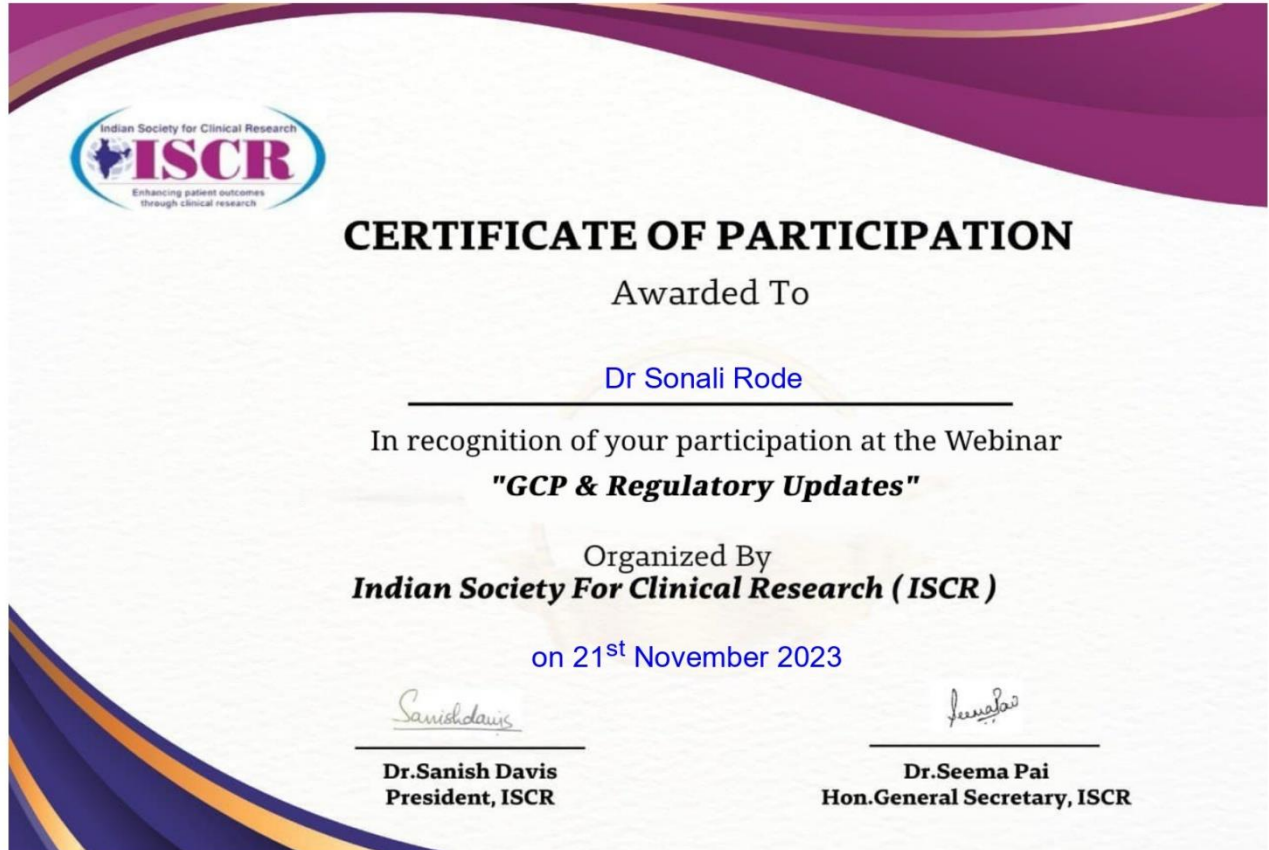 Indian Society for Clinical Research
ISCR
Enhancing patient outcomes
through clinical research
CERTIFICATE OF PARTICIPATION
Awarded To
Dr Sonali Rode
In recognition of your participation at the Webinar
"GCP & Regulatory Updates"
Organized By
Indian Society For Clinical Research ( ISCR )
on 21st November 2023
Sanishdavis
SeemaPai
Dr.Sanish Davis
President, ISCR
Dr.Seema Pai
Hon.General Secretary, ISCR